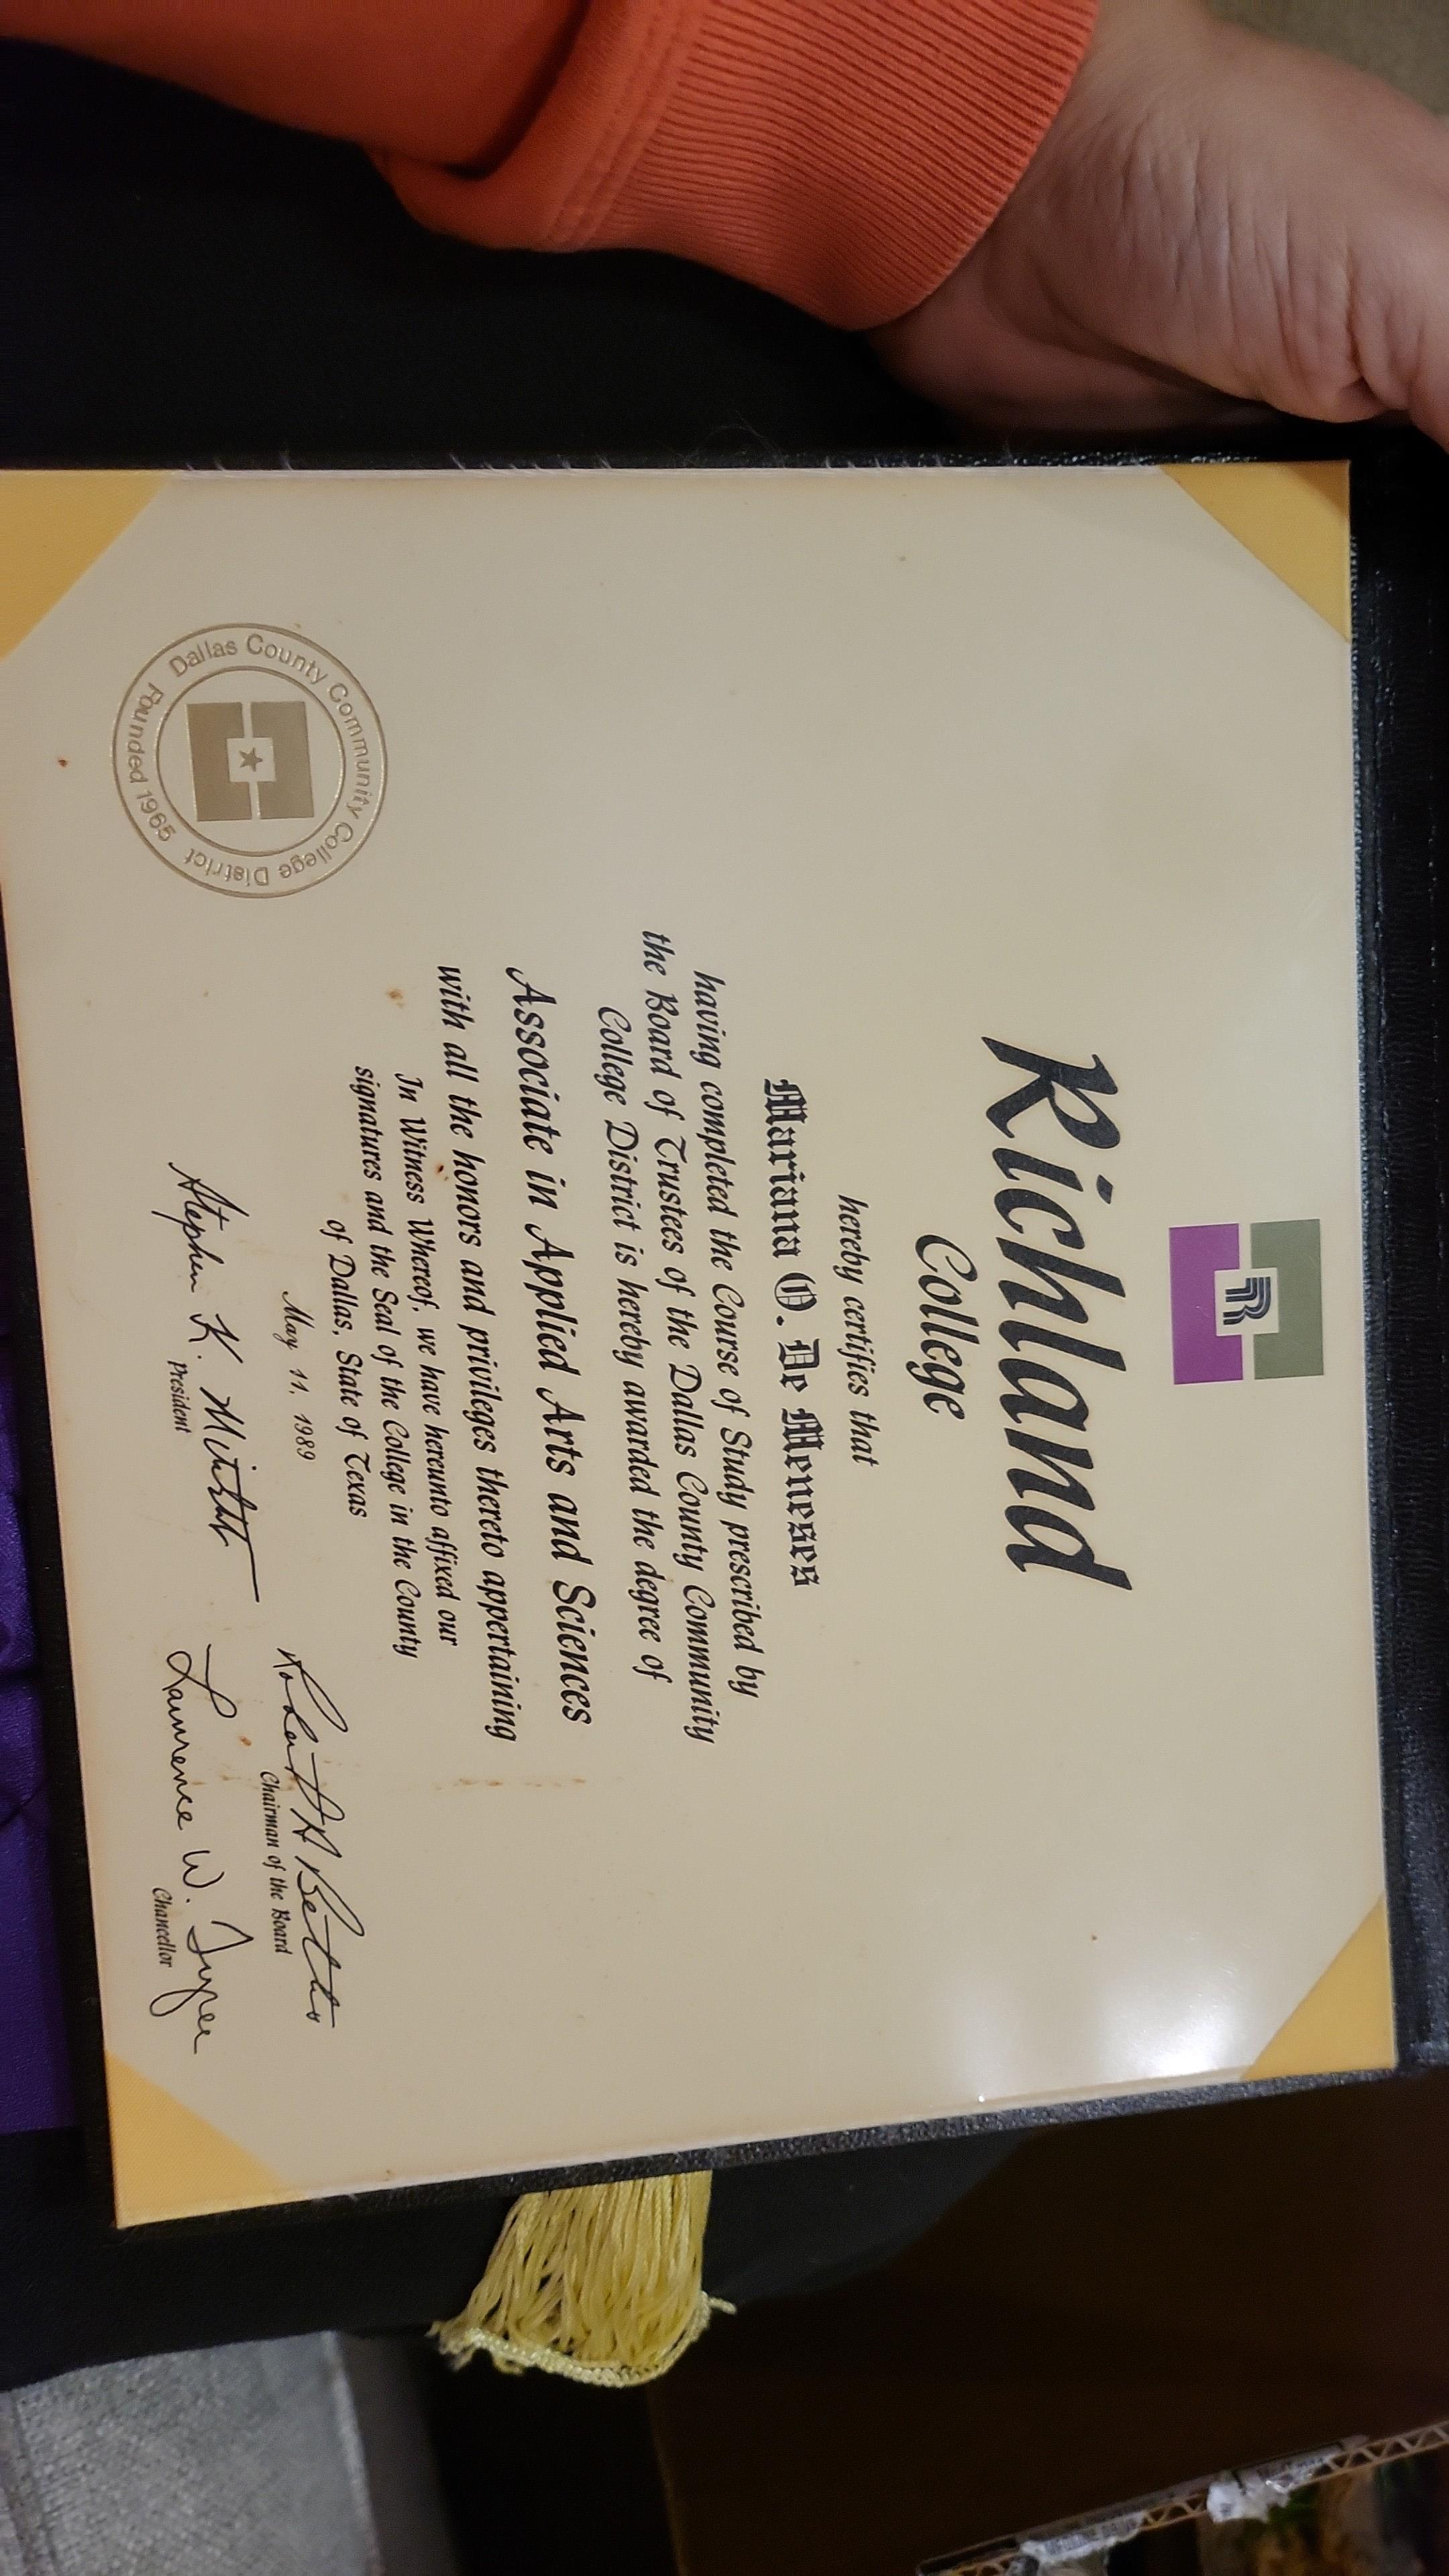 R
Richland
College
hereby certifies that
Mariana O. De Meneses
having completed the Course of Study prescribed by
the Board of Trustees of the Dallas County Community
College District is hereby awarded the degree of
Associate in Applied Arts and Sciences
with all the honors and privileges thereto appertaining
In Witness Whereof, we have hereunto affixed our
signatures and the Seal of the College in the County
of Dallas, State of Texas
May 11, 1989
Chairman of the Board
Stephen K. Mittelstet
President
Lawrence W. Tyree
Chancellor
Dallas County Community College District
Founded 1965